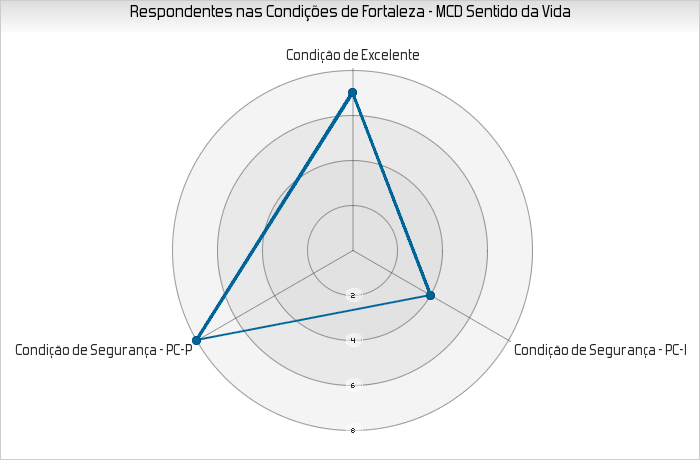 Respondentes nas Condições de Fortaleza - MCD Sentido da Vida
Condição de Excelente
2
Condição de Segurança - PC-P
4
Condição de Segurança - PC-I
6
8